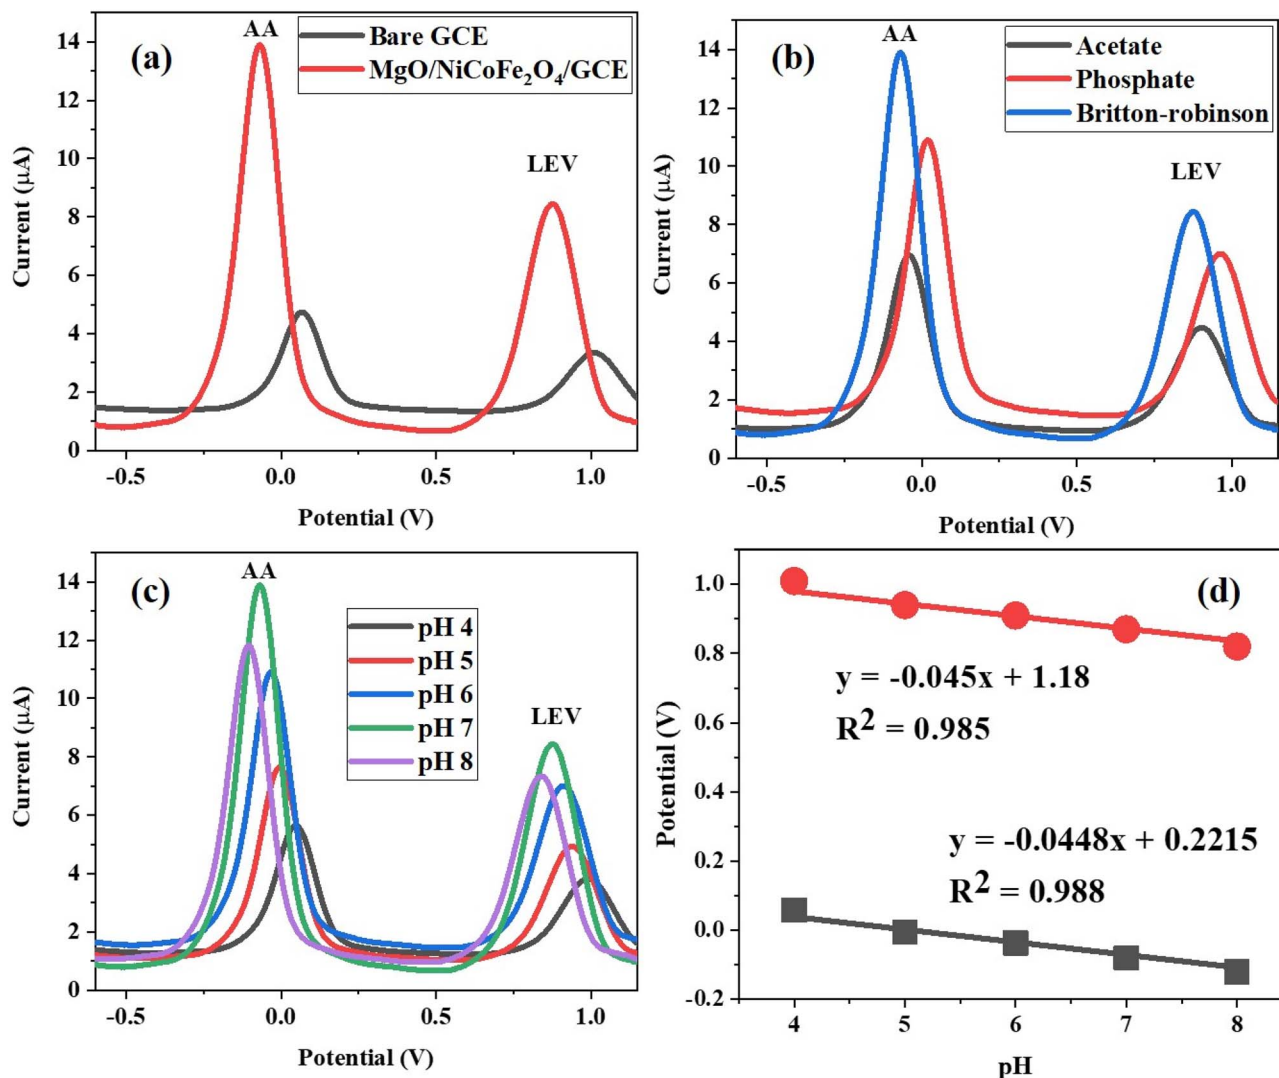 (a)
AA
Bare GCE
MgO/NiCoFe₂O₄/GCE
LEV
14
12
10
8
6
4
2
0
Current (µA)
-0.5
0.0
0.5
1.0
Potential (V)
(b)
AA
Acetate
Phosphate
Britton-robinson
LEV
14
12
10
8
6
4
2
0
Current (µA)
-0.5
0.0
0.5
1.0
Potential (V)
(c)
AA
pH 4
pH 5
pH 6
pH 7
pH 8
LEV
14
12
10
8
6
4
2
0
Current (µA)
-0.5
0.0
0.5
1.0
Potential (V)
(d)
1.0
0.8
0.6
0.4
0.2
0.0
-0.2
Potential (V)
y = -0.045x + 1.18
R² = 0.985
y = -0.0448x + 0.2215
R² = 0.988
4
5
6
7
8
pH